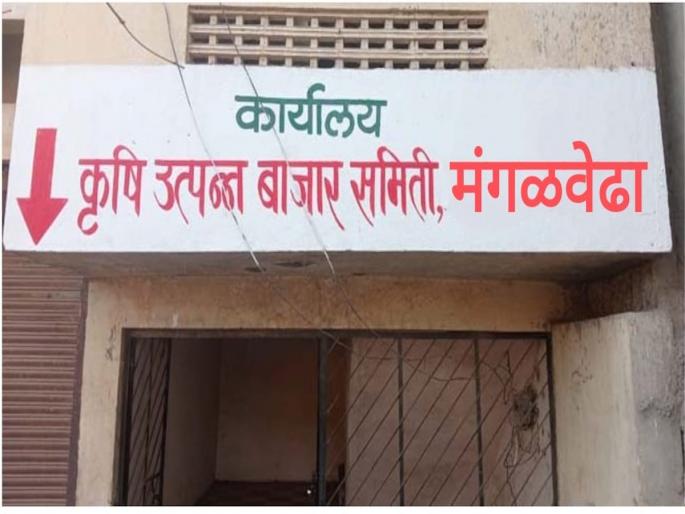 कार्यालय
कृषि उत्पन्न बाजार समिती, मंगळवेढा